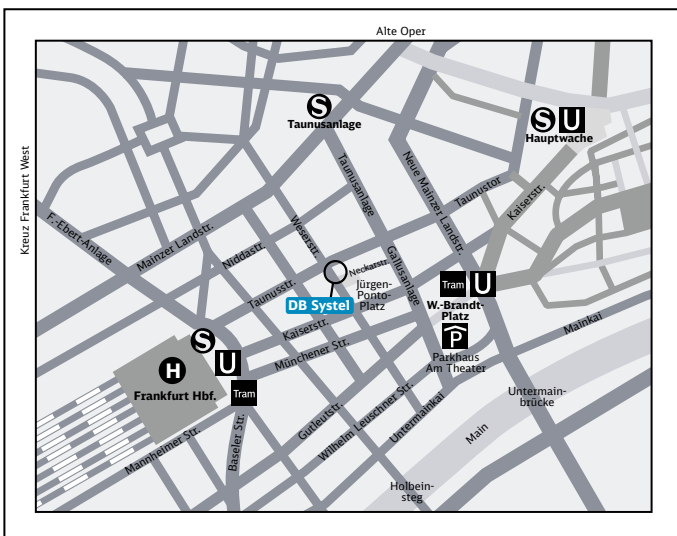 Alte Oper
Kreuz Frankfurt West
S
Taunusanlage
S U
Hauptwache
F.-Ebert-Anlage
Mainzer Landstr.
Niddastr.
Weserstr.
Taunusanlage
Neue Mainzer Landstr.
Taunustor
Kaiserstr.
Taunusstr.
Neckarstr.
Gallusanlage
Jürgen-
Ponto-
Platz
DB Systel
Tram U
W.-Brandt-
Platz
P
Parkhaus
Am Theater
Mainkai
Kaiserstr.
Münchener Str.
S
U
H
Frankfurt Hbf.
Tram
Mannheimer Str.
Baseler Str.
Gutleutstr.
Wilhelm Leuschner Str.
Untermainkai
Main
Untermain-
brücke
Holbein-
steg